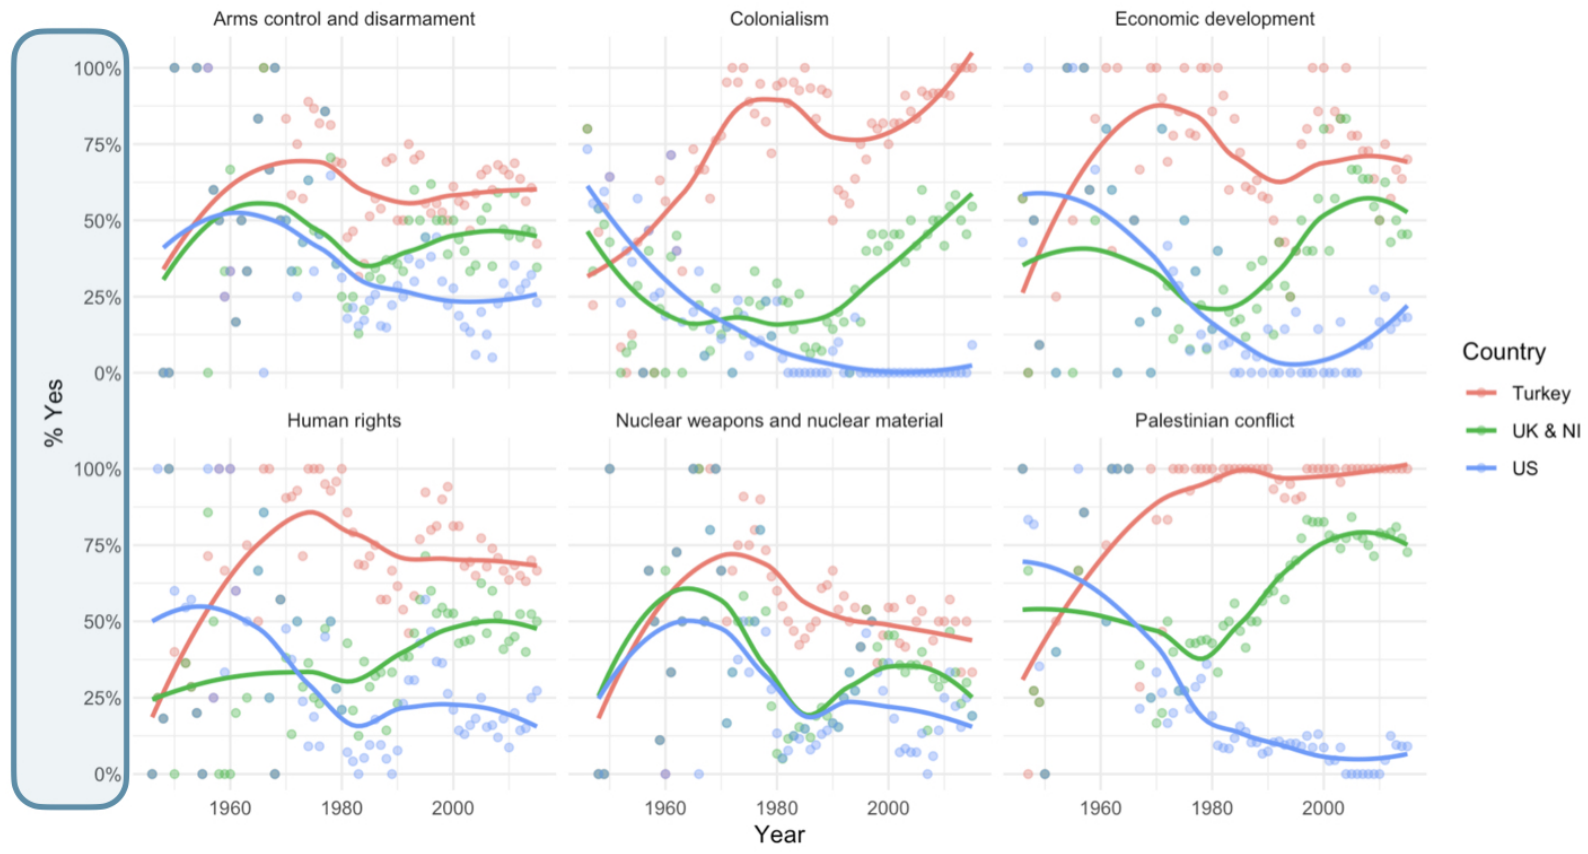 Arms control and disarmament
Colonialism
Economic development
100%
75%
50%
25%
0%
% Yes
Human rights
Nuclear weapons and nuclear material
Palestinian conflict
100%
75%
50%
25%
0%
1960 1980 2000
1960 1980 2000
1960 1980 2000
Year
Country
Turkey
UK & NI
US